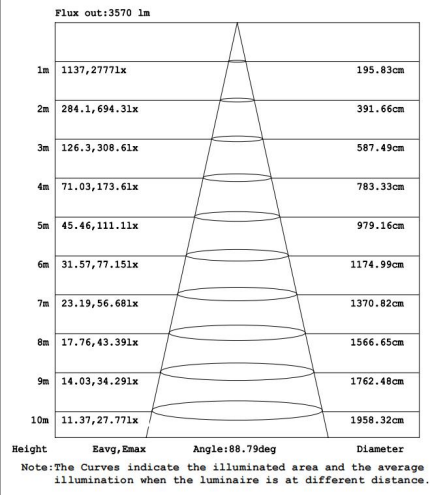 Flux out:3570 lm
1m 1137,2777lx 195.83cm
2m 284.1,694.3lx 391.66cm
3m 126.3,308.6lx 587.49cm
4m 71.03,173.6lx 783.33cm
5m 45.46,111.1lx 979.16cm
6m 31.57,77.15lx 1174.99cm
7m 23.19,56.68lx 1370.82cm
8m 17.76,43.39lx 1566.65cm
9m 14.03,34.29lx 1762.48cm
10m 11.37,27.77lx 1958.32cm
Height Eavg,Emax Angle:88.79deg Diameter
Note:The Curves indicate the illuminated area and the average
illumination when the luminaire is at different distance.